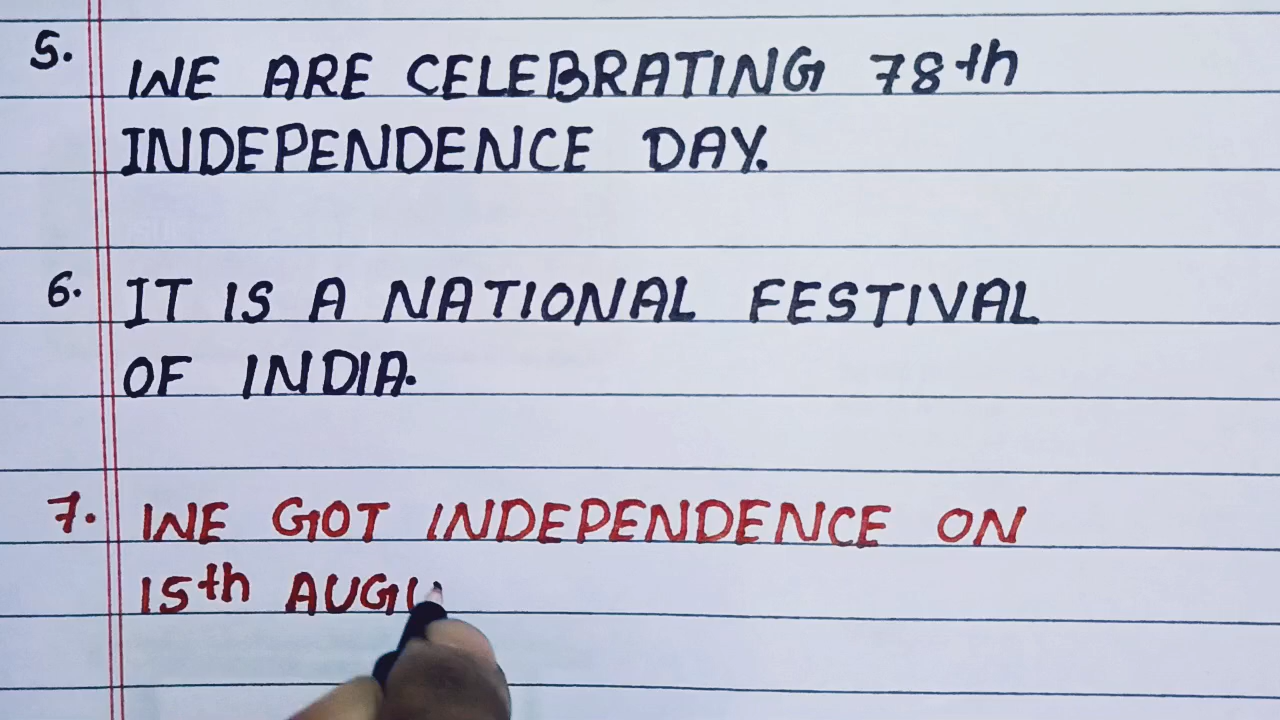 5. WE ARE CELEBRATING 78th
INDEPENDENCE DAY.
6. IT IS A NATIONAL FESTIVAL
OF INDIA.
7. WE GOT INDEPENDENCE ON
15th AUGU